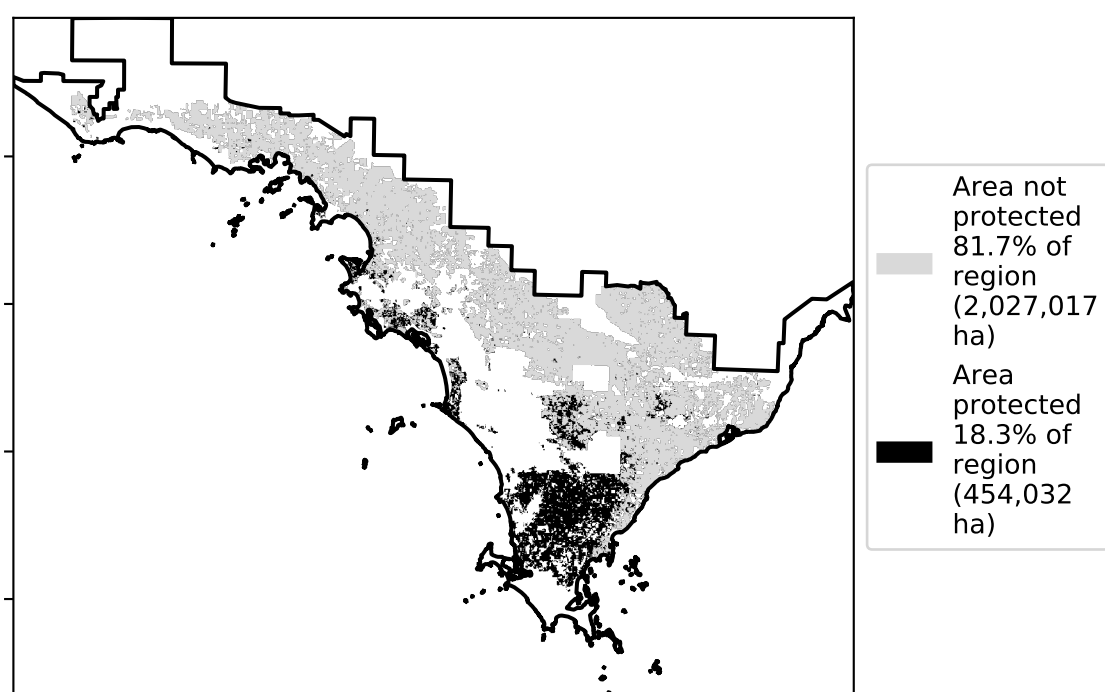 Area not
protected
81.7% of
region
(2,027,017
ha)
Area
protected
18.3% of
region
(454,032
ha)